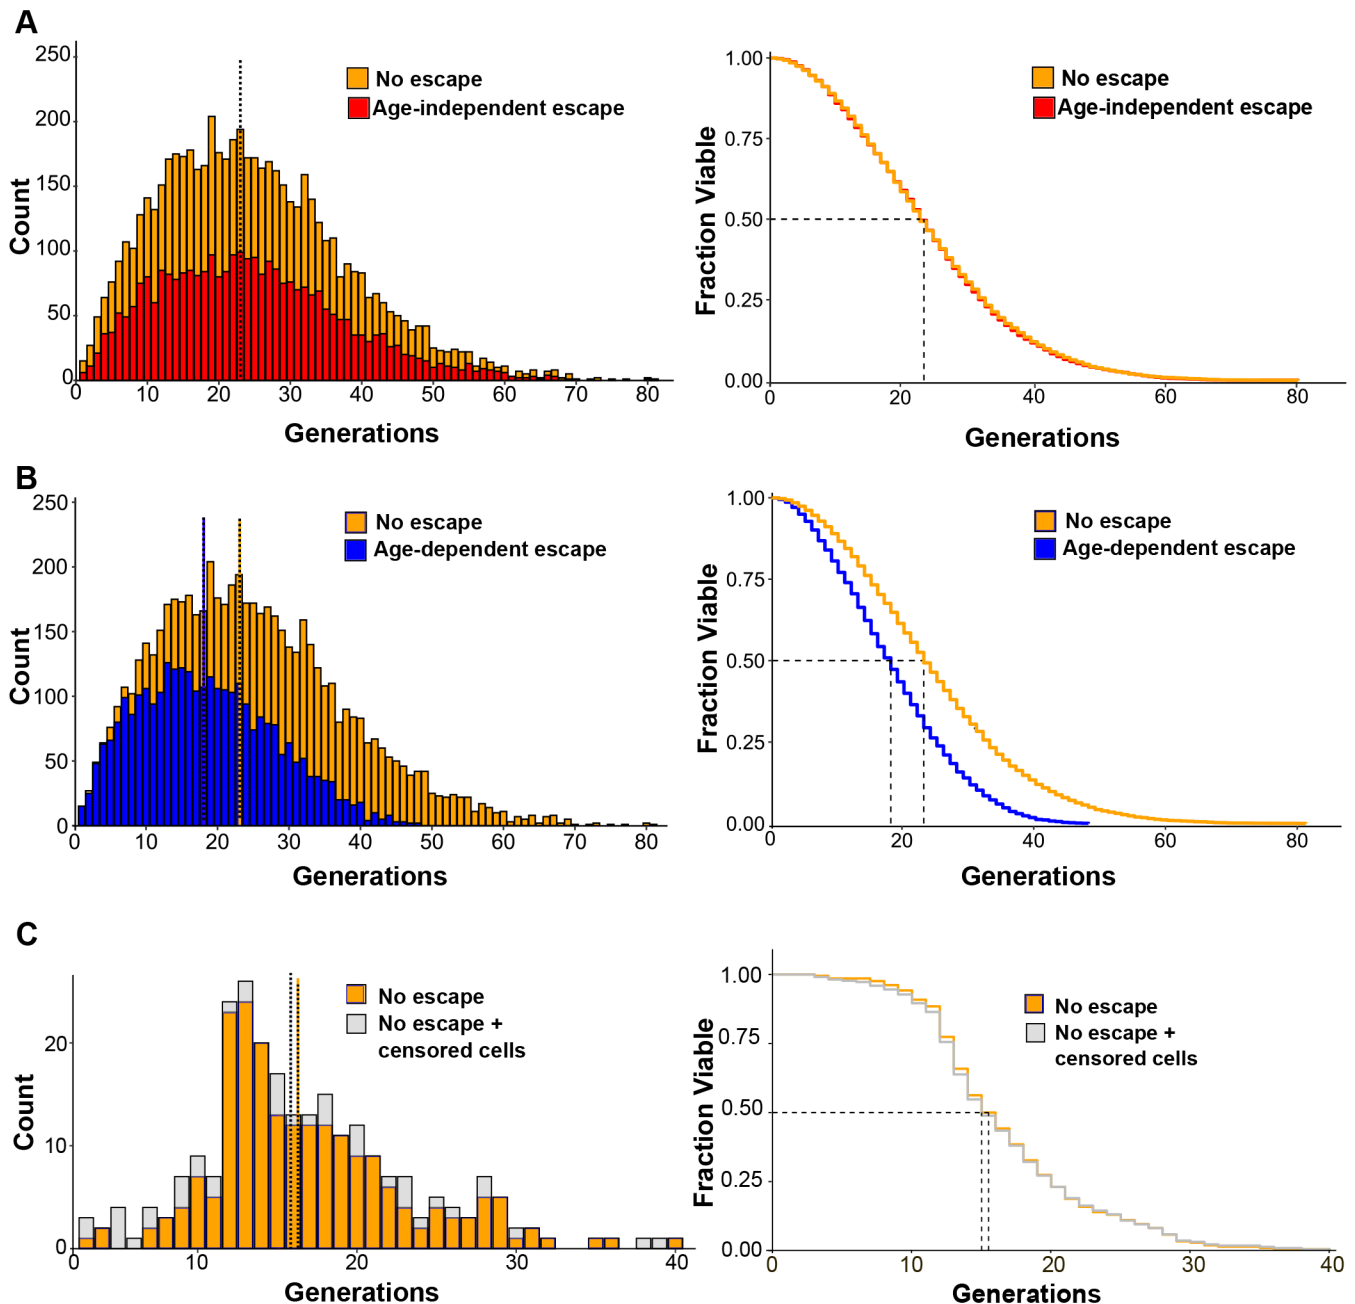 A
250
200
150
100
50
0
Count
0 10 20 30 40 50 60 70 80
Generations
No escape
Age-independent escape
1.00
0.75
0.50
0.25
0.00
Fraction Viable
0 20 40 60 80
Generations
No escape
Age-independent escape
B
250
200
150
100
50
0
Count
0 10 20 30 40 50 60 70 80
Generations
No escape
Age-dependent escape
1.00
0.75
0.50
0.25
0.00
Fraction Viable
0 20 40 60 80
Generations
No escape
Age-dependent escape
C
20
10
0
Count
0 10 20 30 40
Generations
No escape
No escape +
censored cells
1.00
0.75
0.50
0.25
0.00
Fraction Viable
0 10 20 30 40
Generations
No escape
No escape +
censored cells